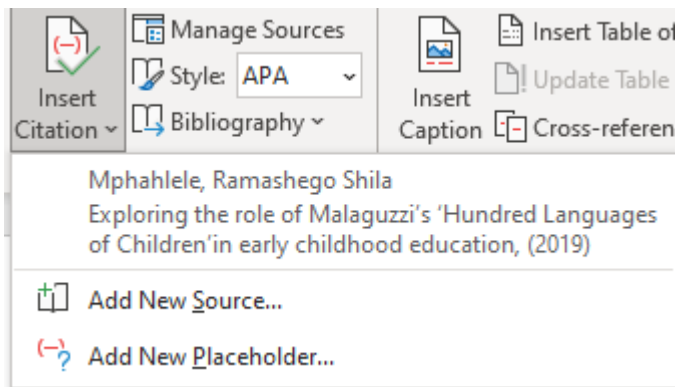 Insert
Citation
Manage Sources
Style: APA
Bibliography
Insert
Caption
Insert Table of
Update Table
Cross-referen
Mphahlele, Ramashego Shila
Exploring the role of Malaguzzi's 'Hundred Languages
of Children'in early childhood education, (2019)
Add New Source...
Add New Placeholder...